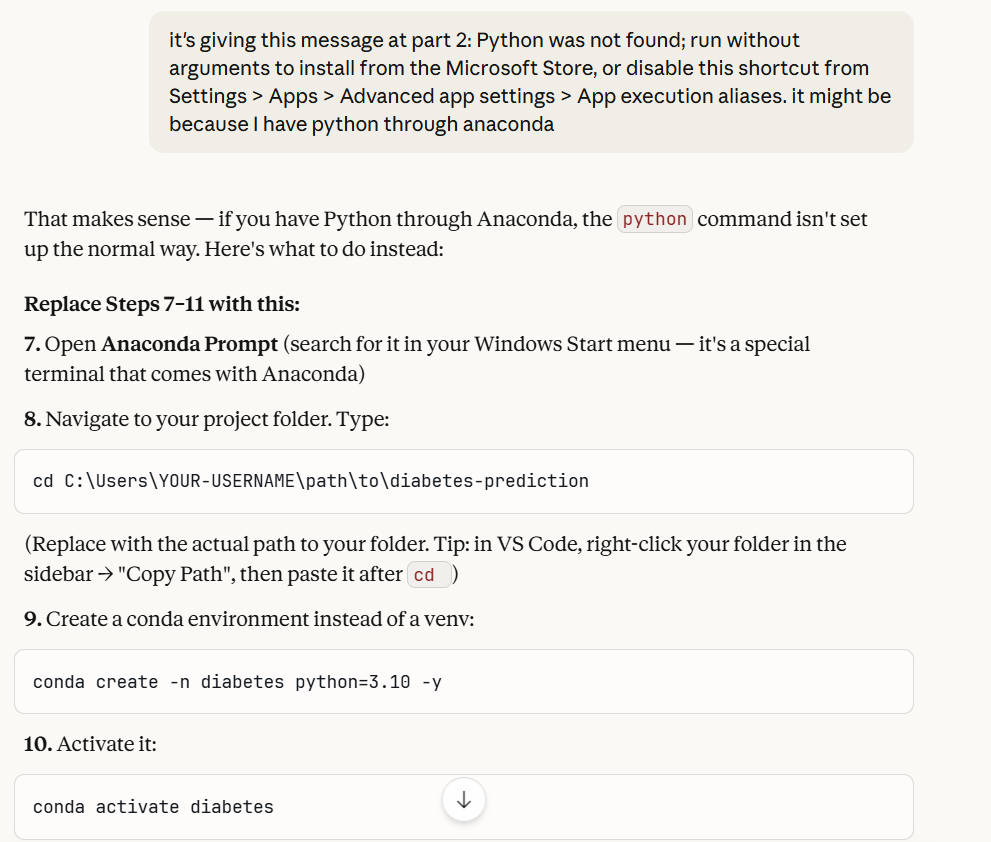 it's giving this message at part 2: Python was not found; run without
arguments to install from the Microsoft Store, or disable this shortcut from
Settings > Apps > Advanced app settings > App execution aliases. it might be
because I have python through anaconda
That makes sense — if you have Python through Anaconda, the python command isn't set
up the normal way. Here's what to do instead:
Replace Steps 7–11 with this:
7. Open Anaconda Prompt (search for it in your Windows Start menu — it's a special
terminal that comes with Anaconda)
8. Navigate to your project folder. Type:
cd C:\Users\YOUR-USERNAME\path\to\diabetes-prediction
(Replace with the actual path to your folder. Tip: in VS Code, right-click your folder in the
sidebar → "Copy Path", then paste it after cd )
9. Create a conda environment instead of a venv:
conda create -n diabetes python=3.10 -y
10. Activate it:
conda activate diabetes